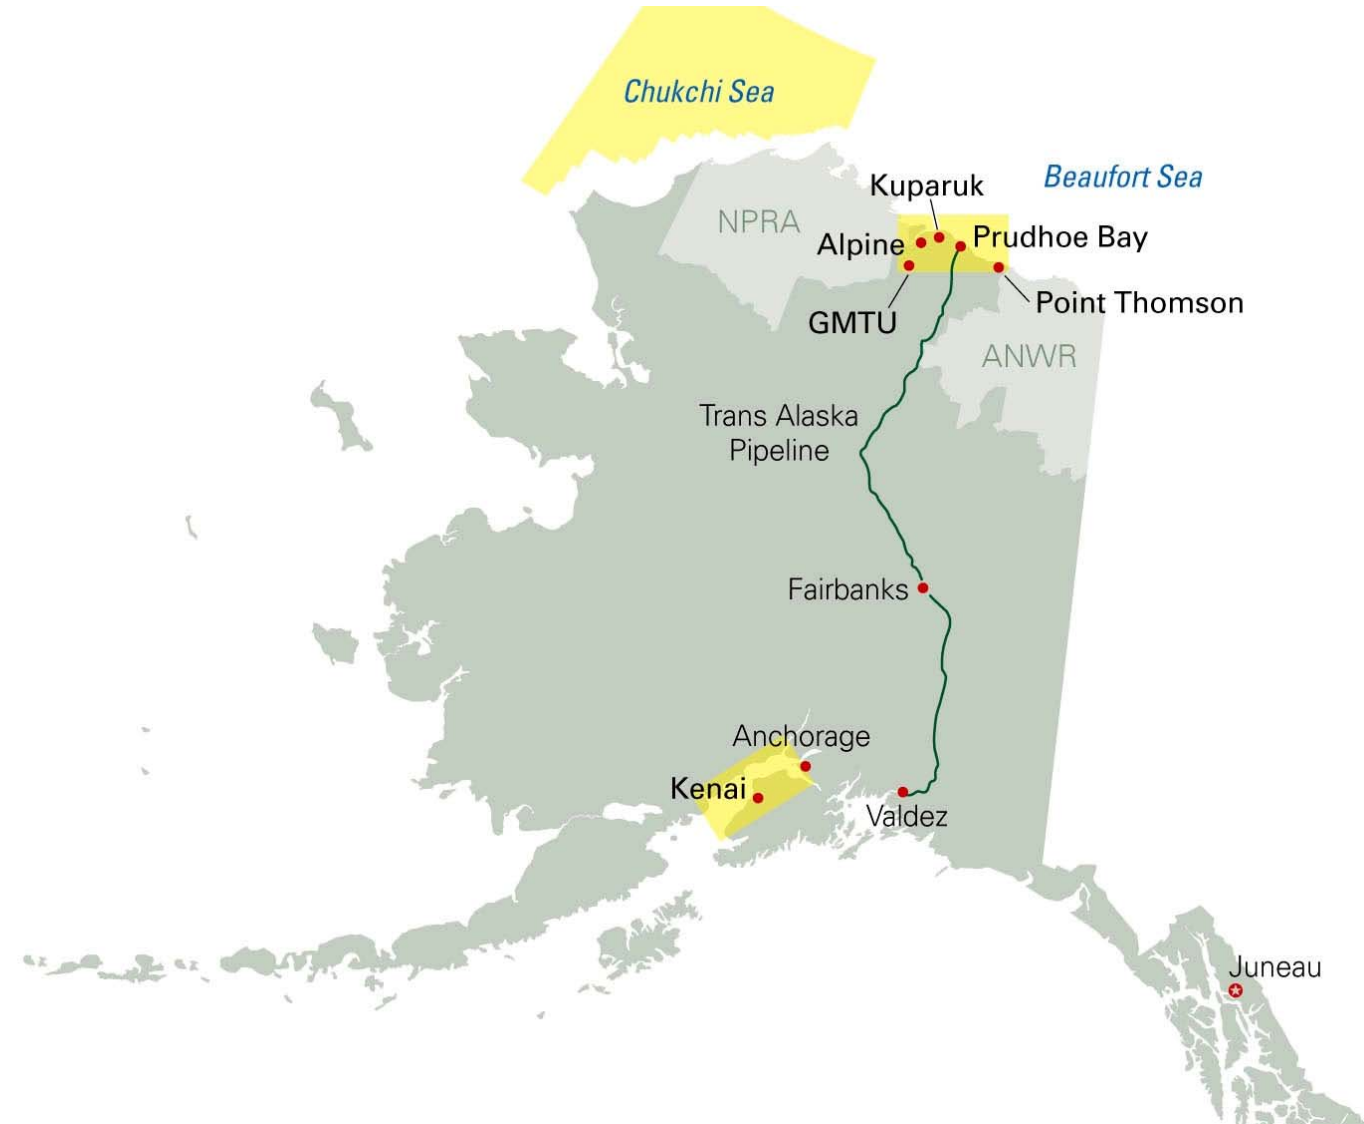 Chukchi Sea
Beaufort Sea
Kuparuk
NPRA
Alpine
Prudhoe Bay
Point Thomson
GMTU
ANWR
Trans Alaska
Pipeline
Fairbanks
Anchorage
Kenai
Valdez
Juneau